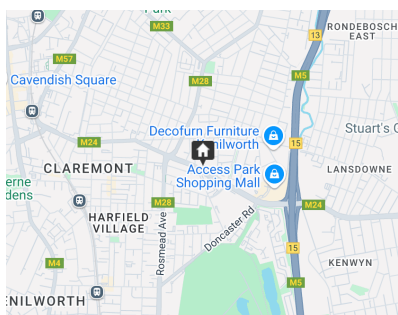 Park
M33
RONDEBOSCH
EAST
13
M57
M5
Cavendish Square
M28
Decofurn Furniture
Kenilworth
Stuart's
15
M24
Access Park
Shopping Mall
CLAREMONT
LANSDOWNE
erne
dens
M28
M24
HARFIELD
VILLAGE
Rosmead Ave
Doncaster Rd
15
M4
KENWYN
M5
ENILWORTH